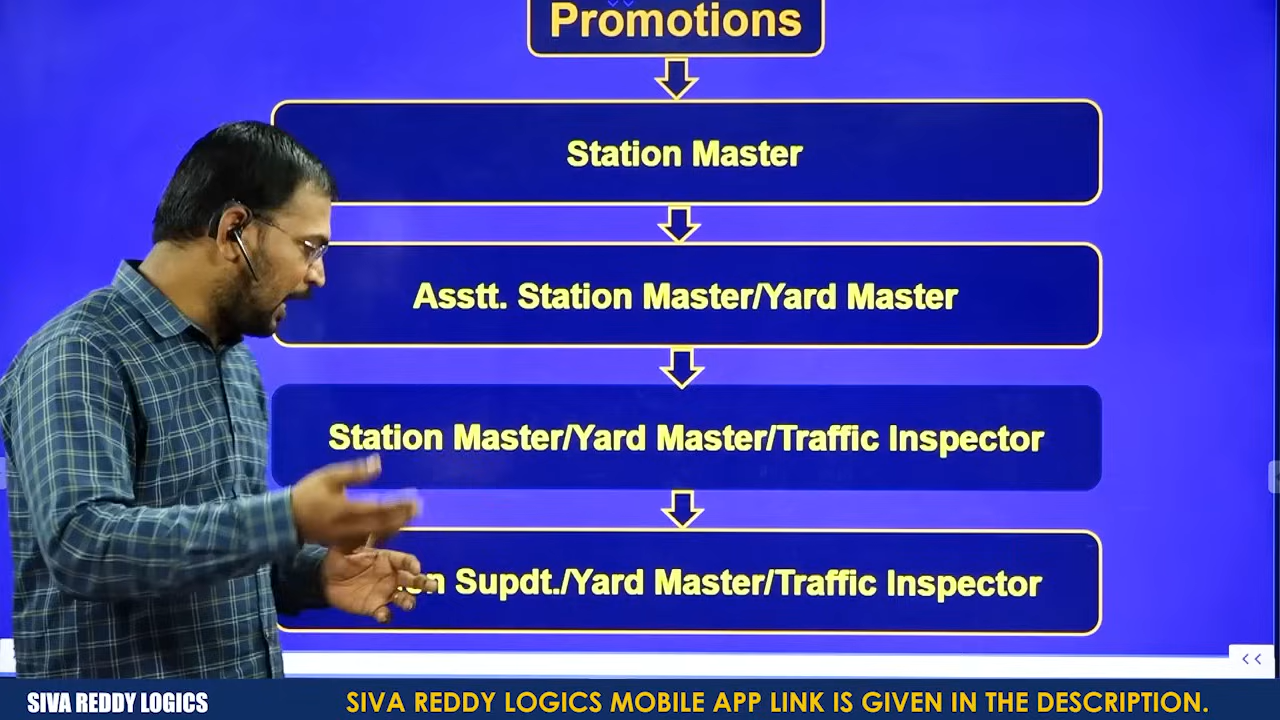 Promotions
Station Master
Asstt. Station Master/Yard Master
Station Master/Yard Master/Traffic Inspector
Supdt./Yard Master/Traffic Inspector
SIVA REDDY LOGICS
SIVA REDDY LOGICS MOBILE APP LINK IS GIVEN IN THE DESCRIPTION.